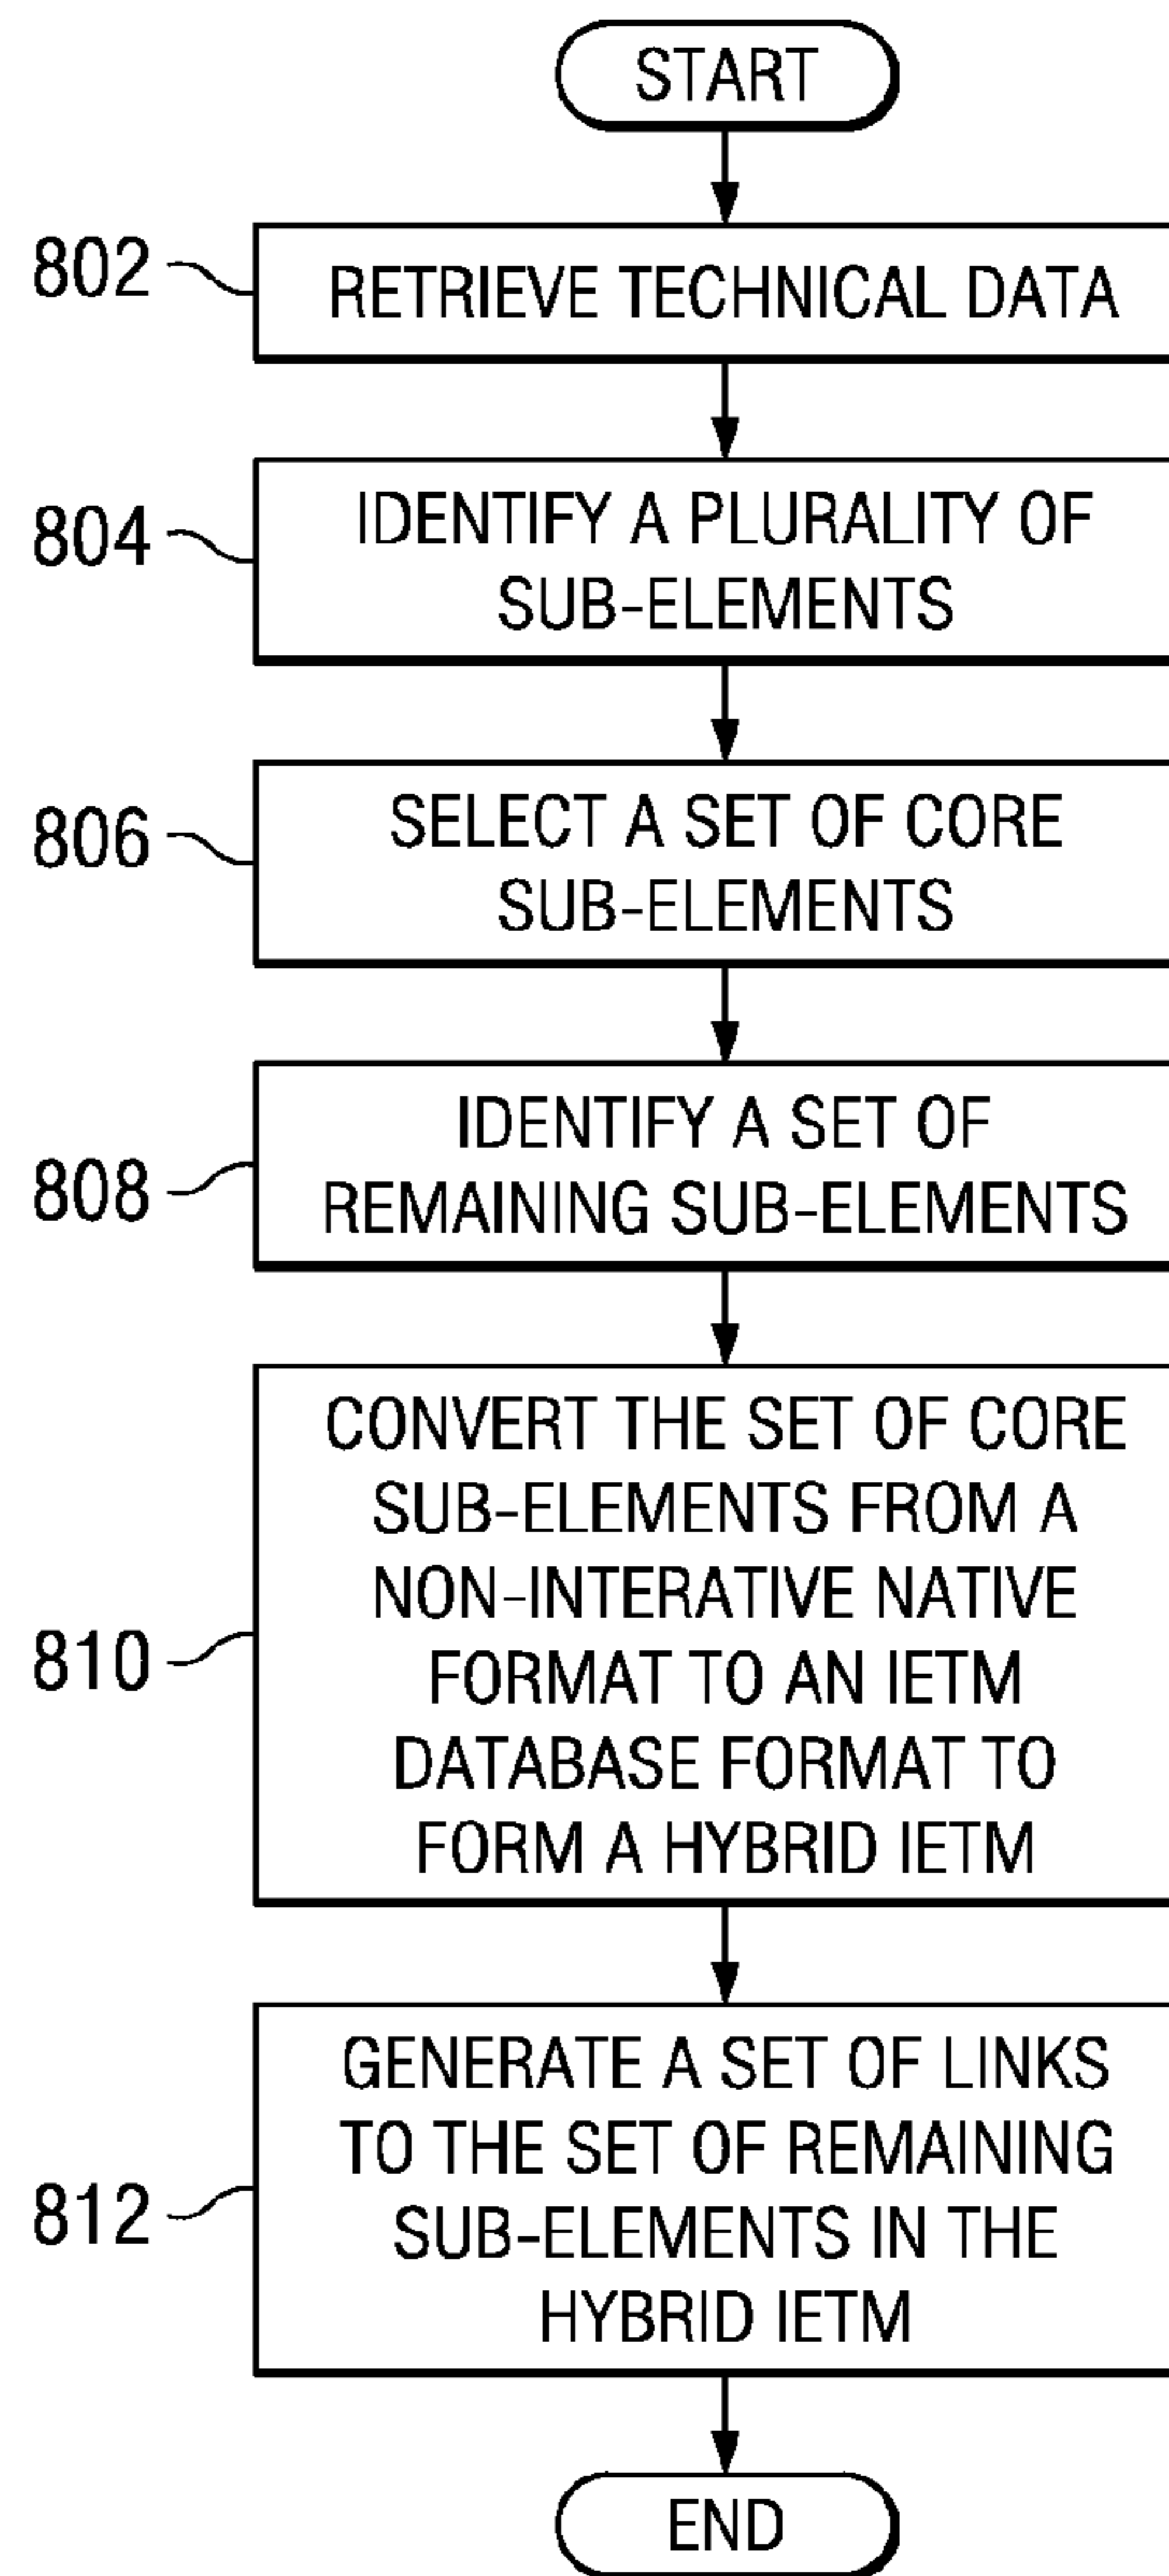 START
802
RETRIEVE TECHNICAL DATA
804
IDENTIFY A PLURALITY OF
SUB-ELEMENTS
806
SELECT A SET OF CORE
SUB-ELEMENTS
808
IDENTIFY A SET OF
REMAINING SUB-ELEMENTS
810
CONVERT THE SET OF CORE
SUB-ELEMENTS FROM A
NON-INTERATIVE NATIVE
FORMAT TO AN IETM
DATABASE FORMAT TO
FORM A HYBRID IETM
812
GENERATE A SET OF LINKS
TO THE SET OF REMAINING
SUB-ELEMENTS IN THE
HYBRID IETM
END